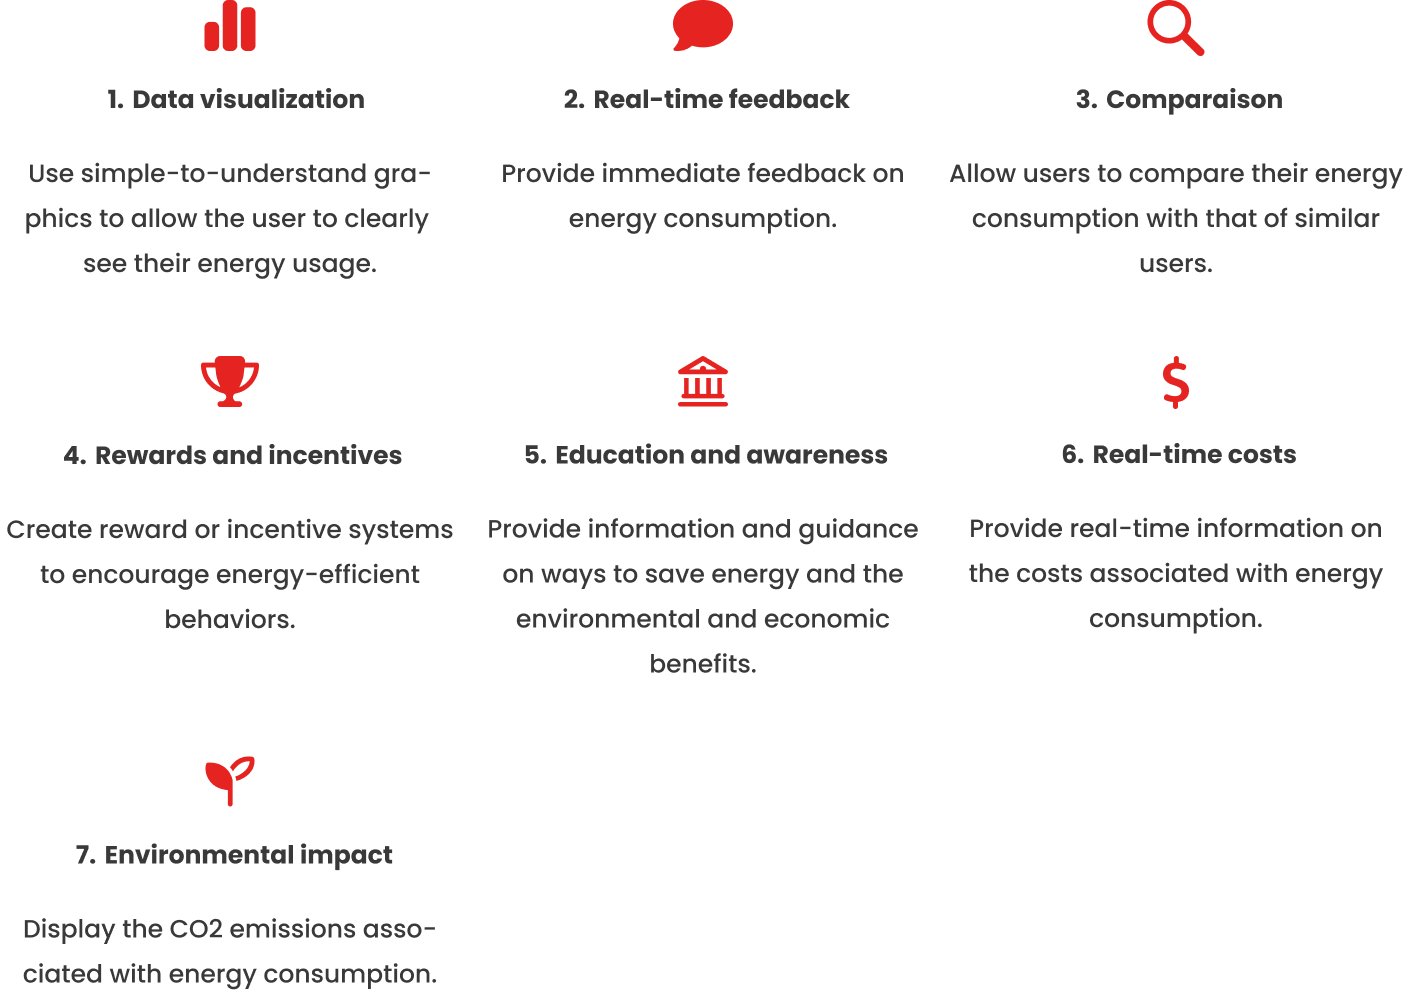 1. Data visualization
Use simple-to-understand gra-
phics to allow the user to clearly
see their energy usage.
2. Real-time feedback
Provide immediate feedback on
energy consumption.
3. Comparaison
Allow users to compare their energy
consumption with that of similar
users.
4. Rewards and incentives
Create reward or incentive systems
to encourage energy-efficient
behaviors.
5. Education and awareness
Provide information and guidance
on ways to save energy and the
environmental and economic
benefits.
6. Real-time costs
Provide real-time information on
the costs associated with energy
consumption.
7. Environmental impact
Display the CO2 emissions asso-
ciated with energy consumption.